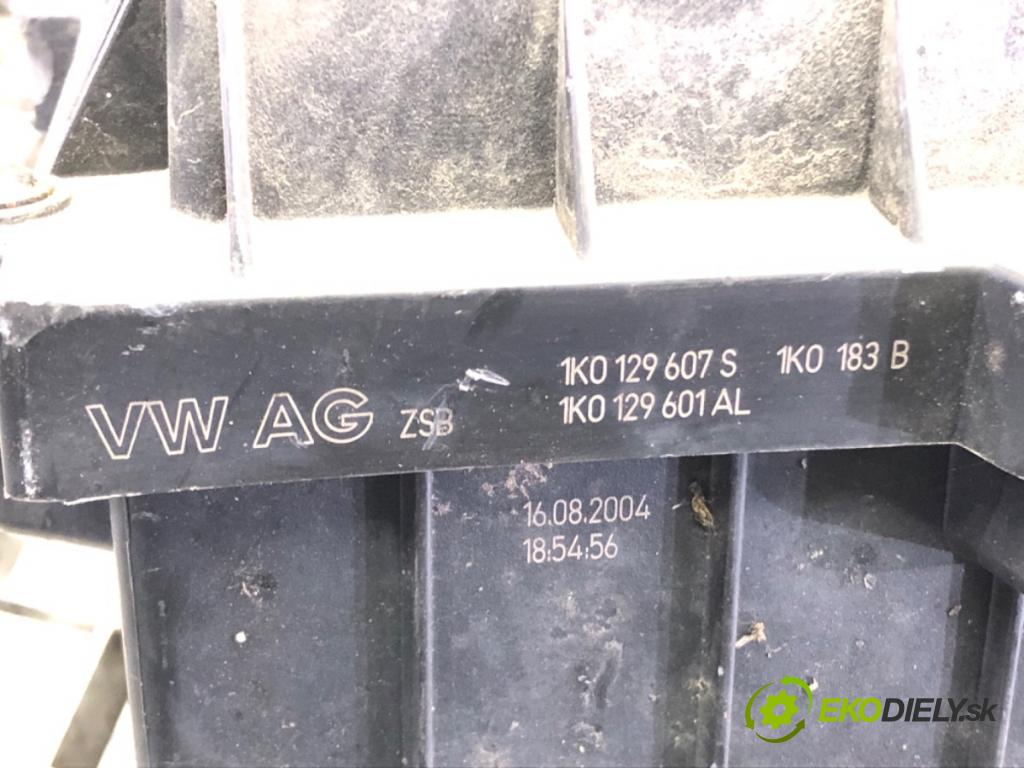 1K0 129 607 S 1K0 183 B
VW AG ZSB 1K0 129 601 AL
16.08.2004
18:54:56
EKODIELY.sk